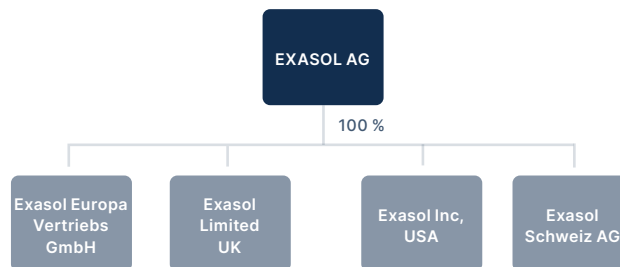 EXASOL AG
100 %
Exasol Europa
Vertriebs
GmbH
Exasol
Limited
UK
Exasol Inc,
USA
Exasol
Schweiz AG